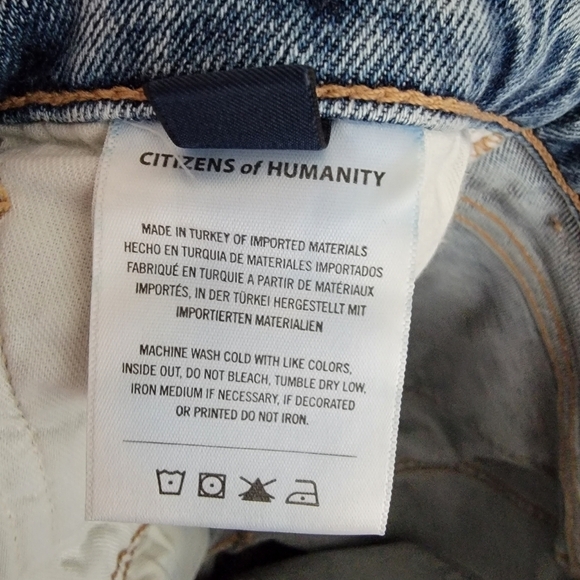 CITIZENS of HUMANITY
MADE IN TURKEY OF IMPORTED MATERIALS
HECHO EN TURQUIA DE MATERIALES IMPORTADOS
FABRIQUÉ EN TURQUIE A PARTIR DE MATÉRIAUX
IMPORTÉS, IN DER TÜRKEI HERGESTELLT MIT
IMPORTIERTEN MATERIALIEN
MACHINE WASH COLD WITH LIKE COLORS,
INSIDE OUT, DO NOT BLEACH, TUMBLE DRY LOW,
IRON MEDIUM IF NECESSARY, IF DECORATED
OR PRINTED DO NOT IRON.